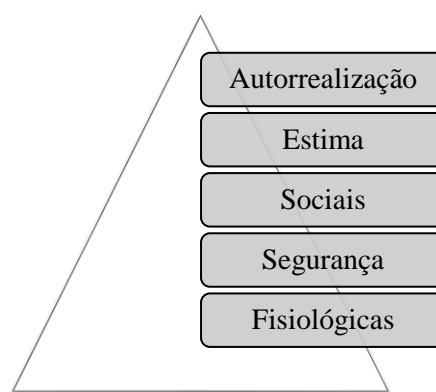 Autorrealização
Estima
Sociais
Segurança
Fisiológicas